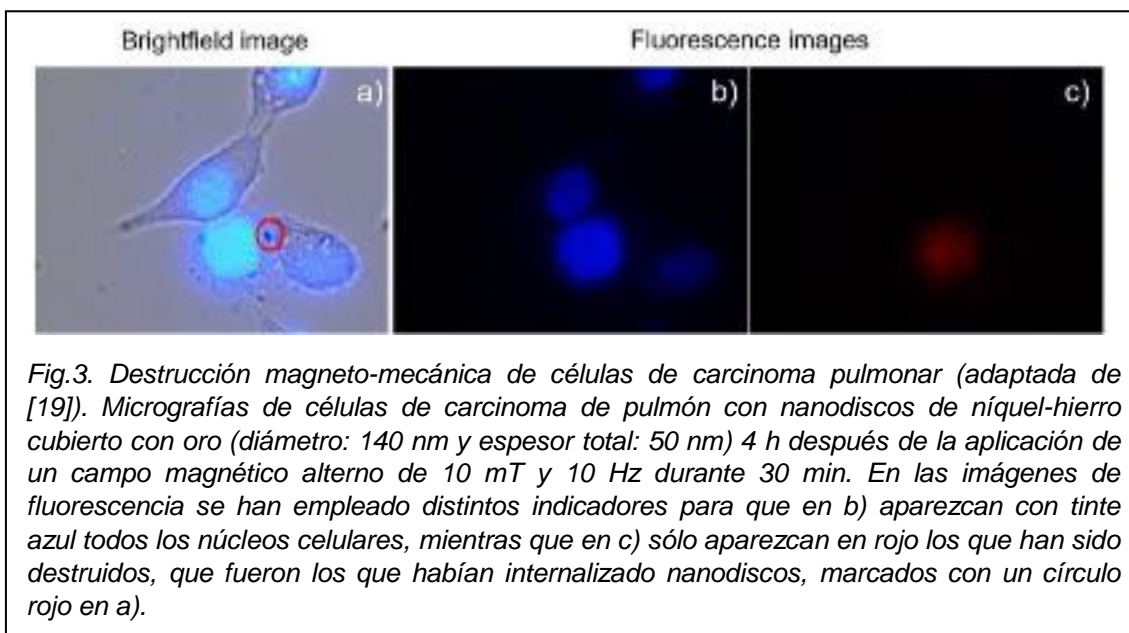 Brightfield image
Fluorescence images
a)
b)
c)
Fig.3. Destrucción magneto-mecánica de células de carcinoma pulmonar (adaptada de
[19]). Micrografías de células de carcinoma de pulmón con nanodiscos de níquel-hierro
cubierto con oro (diámetro: 140 nm y espesor total: 50 nm) 4 h después de la aplicación de
un campo magnético alterno de 10 mT y 10 Hz durante 30 min. En las imágenes de
fluorescencia se han empleado distintos indicadores para que en b) aparezcan con tinte
azul todos los núcleos celulares, mientras que en c) sólo aparezcan en rojo los que han sido
destruidos, que fueron los que habían internalizado nanodiscos, marcados con un círculo
rojo en a).